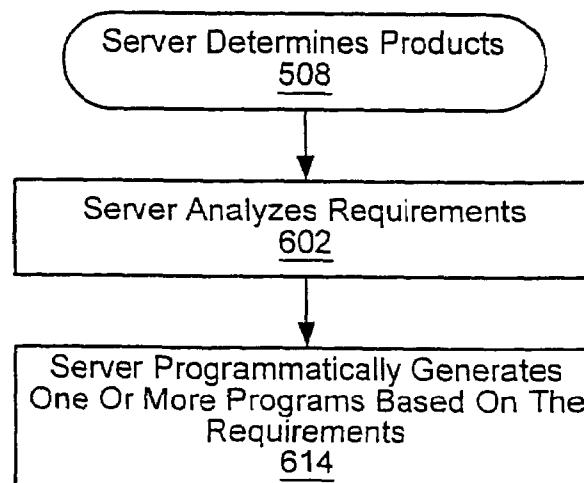 Server Determines Products
508
Server Analyzes Requirements
602
Server Programmatically Generates
One Or More Programs Based On The
Requirements
614